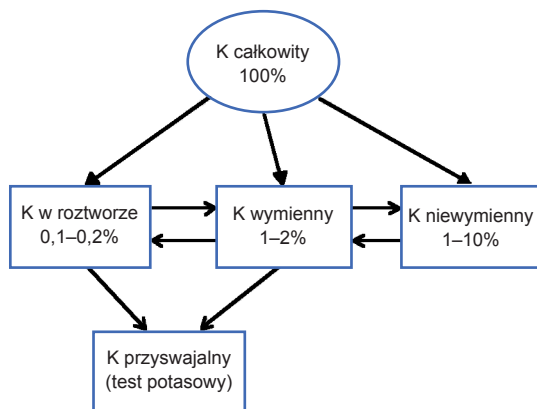 K całkowity
100%
K w roztworze
0,1–0,2%
K wymienny
1–2%
K niewymienny
1–10%
K przyswajalny
(test potasowy)